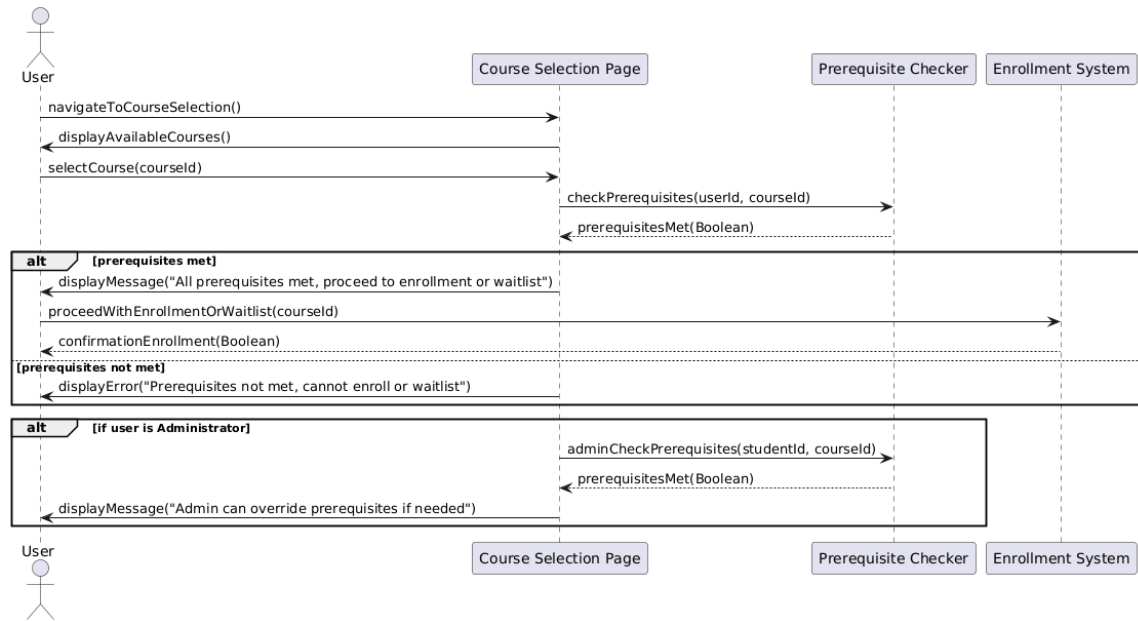 User
Course Selection Page
Prerequisite Checker
Enrollment System
navigateToCourseSelection()
displayAvailableCourses()
selectCourse(courseId)
checkPrerequisites(userId, courseId)
prerequisitesMet(Boolean)
alt [prerequisites met]
displayMessage("All prerequisites met, proceed to enrollment or waitlist")
proceedWithEnrollmentOrWaitlist(courseId)
confirmationEnrollment(Boolean)
[prerequisites not met]
displayError("Prerequisites not met, cannot enroll or waitlist")
alt [if user is Administrator]
adminCheckPrerequisites(studentId, courseId)
prerequisitesMet(Boolean)
displayMessage("Admin can override prerequisites if needed")
User
Course Selection Page
Prerequisite Checker
Enrollment System